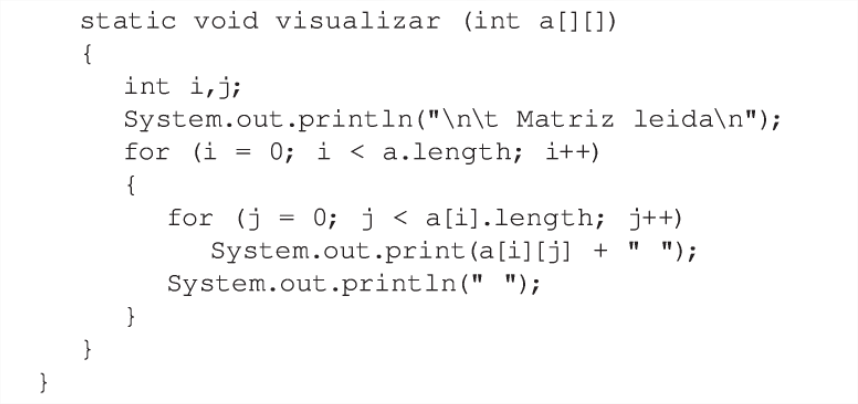 static void visualizar (int a[][])
{
int i,j;
System.out.println("\n\t Matriz leida\n");
for (i = 0; i < a.length; i++)
{
for (j = 0; j < a[i].length; j++)
System.out.print(a[i][j] + " ");
System.out.println(" ");
}
}
}